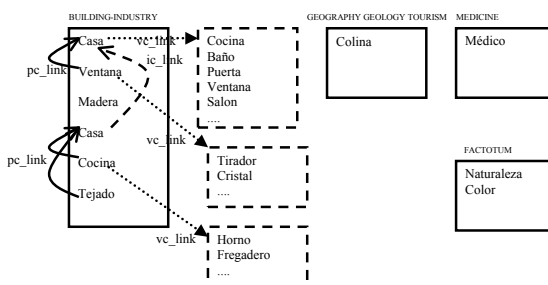 BUILDING-INDUSTRY
GEOGRAPHY GEOLOGY TOURISM
MEDICINE
Casa
vc_link
ic_link
pc_link
Ventana
Madera
Casa
vc_link
pc_link
Cocina
Tejado
vc_link
Cocina
Baño
Puerta
Ventana
Salon
....
Tirador
Cristal
....
Horno
Fregadero
....
Colina
Médico
FACTOTUM
Naturaleza
Color